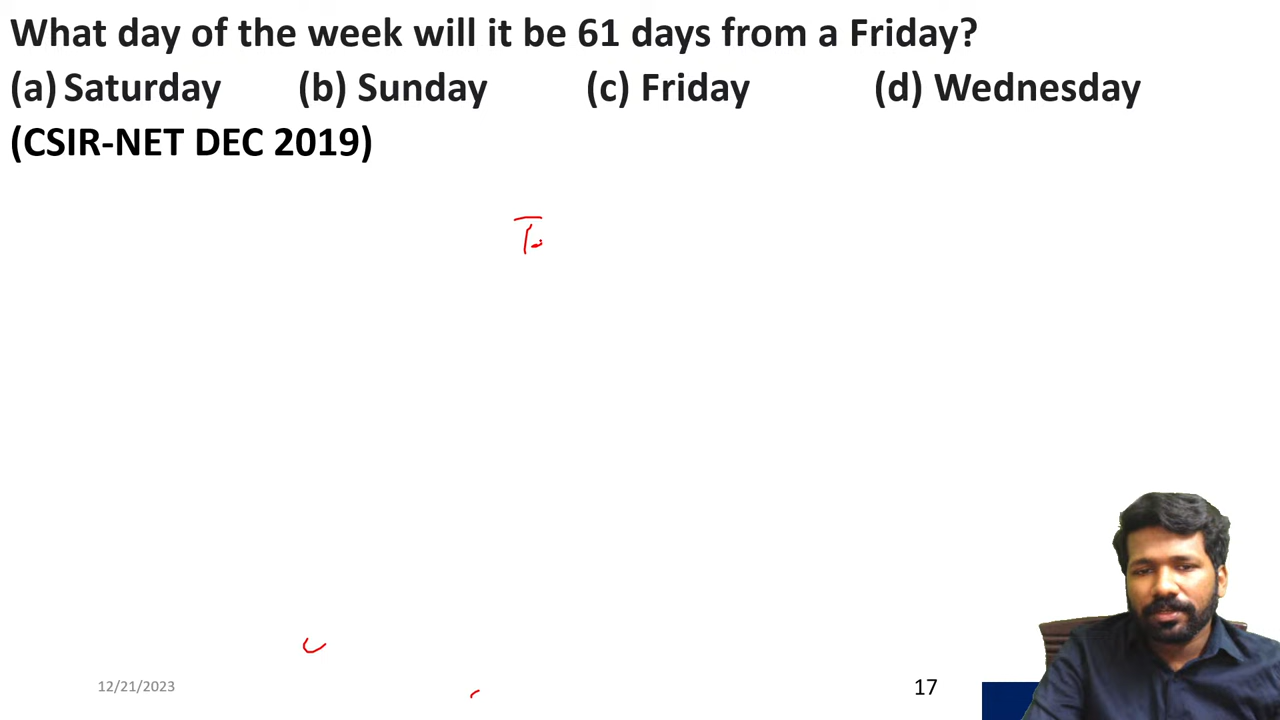 What day of the week will it be 61 days from a Friday?
(a) Saturday (b) Sunday (c) Friday (d) Wednesday
(CSIR-NET DEC 2019)
12/21/2023 17